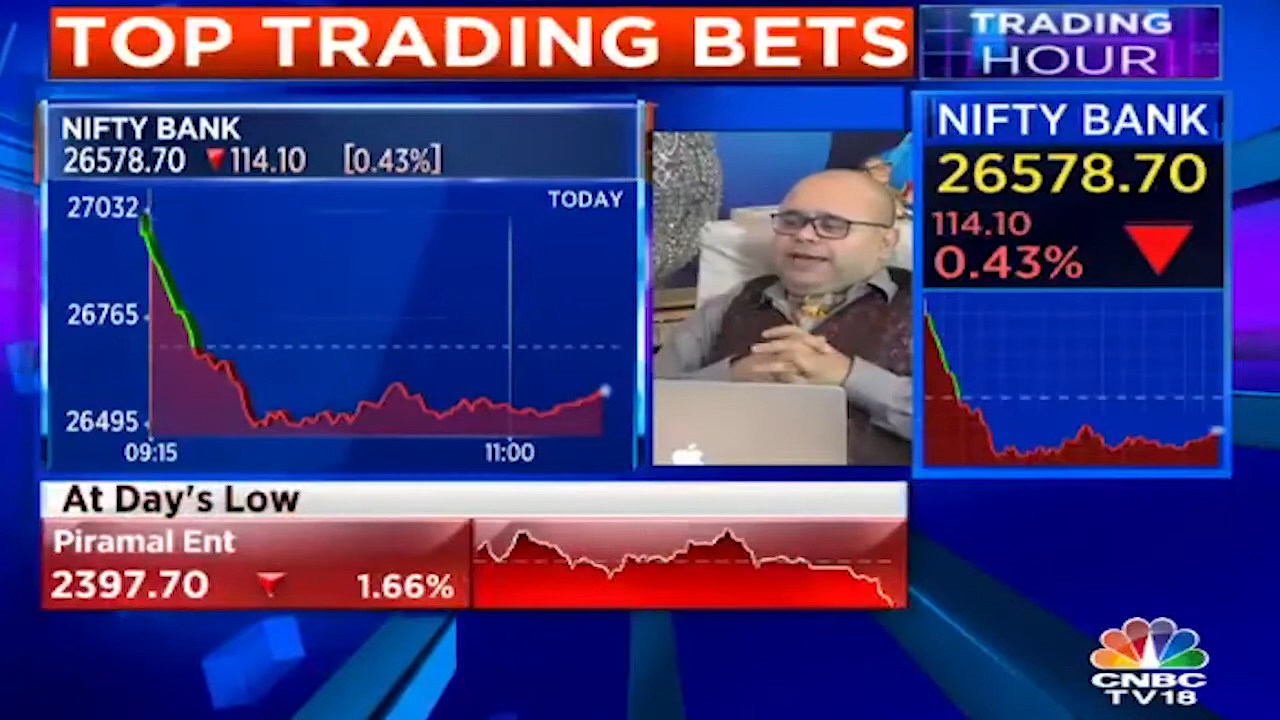 TOP TRADING BETS
TRADING
HOUR
NIFTY BANK
26578.70 ▼114.10 [0.43%]
TODAY
27032
26765
26495
09:15 11:00
NIFTY BANK
26578.70
114.10
0.43%
At Day's Low
Piramal Ent
2397.70 ▼ 1.66%
CNBC
TV18